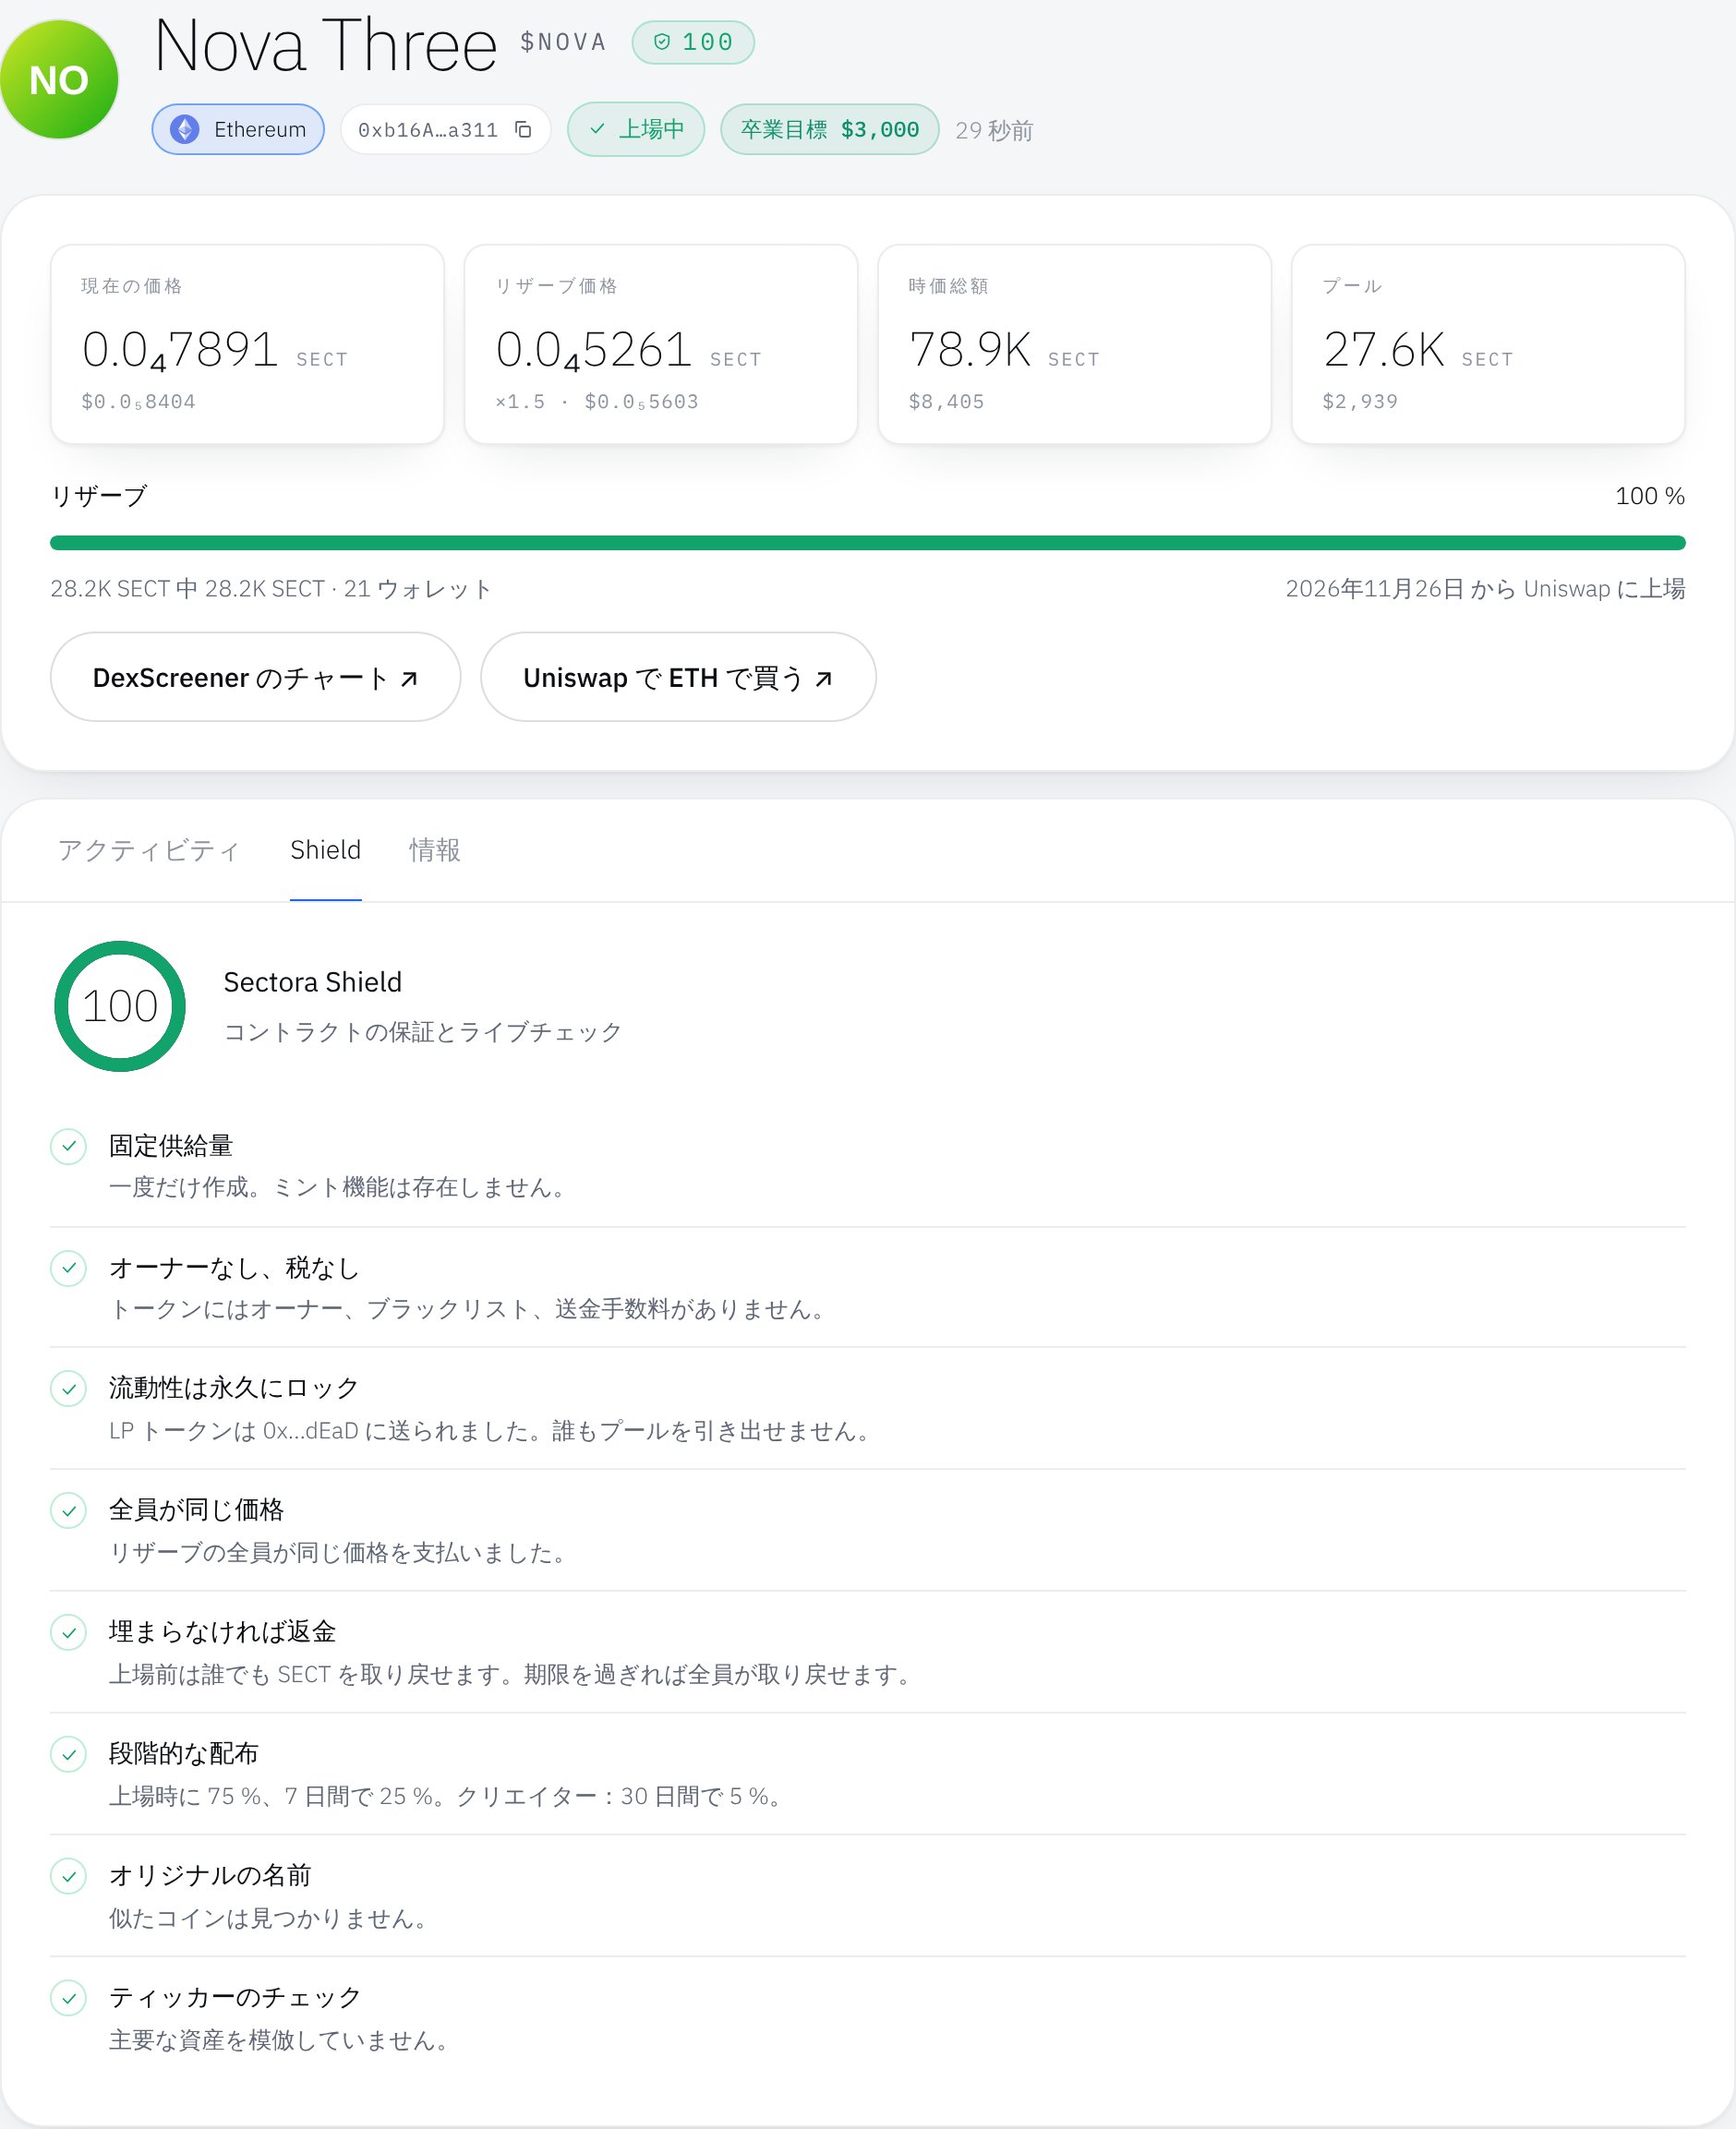 NO
Nova Three $NOVA 100
Ethereum 0xb16A…a311 上場中 卒業目標 $3,000 29 秒前
現在の価格
0.0₄7891 SECT
$0.0₅8404
リザーブ価格
0.0₄5261 SECT
×1.5 · $0.0₅5603
時価総額
78.9K SECT
$8,405
プール
27.6K SECT
$2,939
リザーブ 100 %
28.2K SECT 中 28.2K SECT · 21 ウォレット 2026年11月26日 から Uniswap に上場
DexScreener のチャート ↗ Uniswap で ETH で買う ↗
アクティビティ Shield 情報
100
Sectora Shield
コントラクトの保証とライブチェック
固定供給量
一度だけ作成。ミント機能は存在しません。
オーナーなし、税なし
トークンにはオーナー、ブラックリスト、送金手数料がありません。
流動性は永久にロック
LP トークンは 0x…dEaD に送られました。誰もプールを引き出せません。
全員が同じ価格
リザーブの全員が同じ価格を支払いました。
埋まらなければ返金
上場前は誰でも SECT を取り戻せます。期限を過ぎれば全員が取り戻せます。
段階的な配布
上場時に 75 %、7 日間で 25 %。クリエイター：30 日間で 5 %。
オリジナルの名前
似たコインは見つかりません。
ティッカーのチェック
主要な資産を模倣していません。